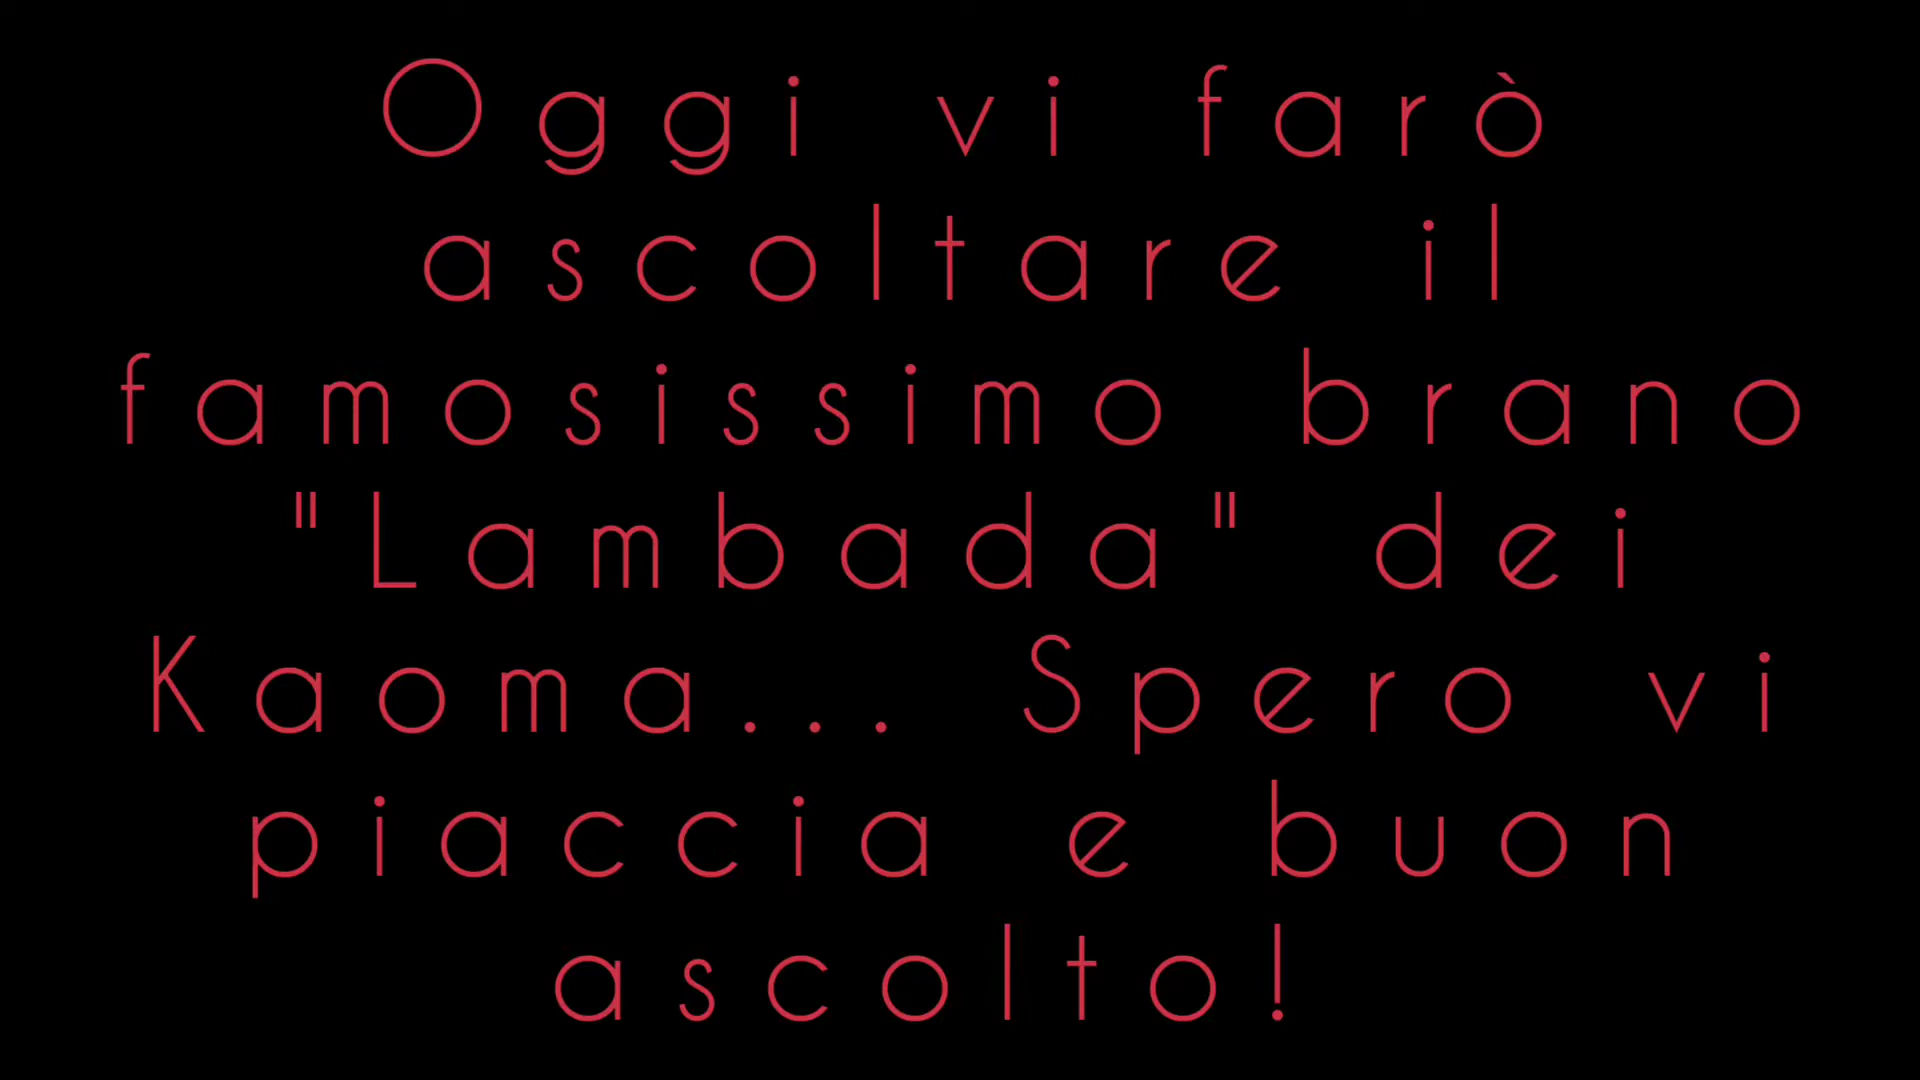 Oggi vi farò
ascoltare il
famosissimo brano
"Lambada" dei
Kaoma... Spero vi
piaccia e buon
ascolto!